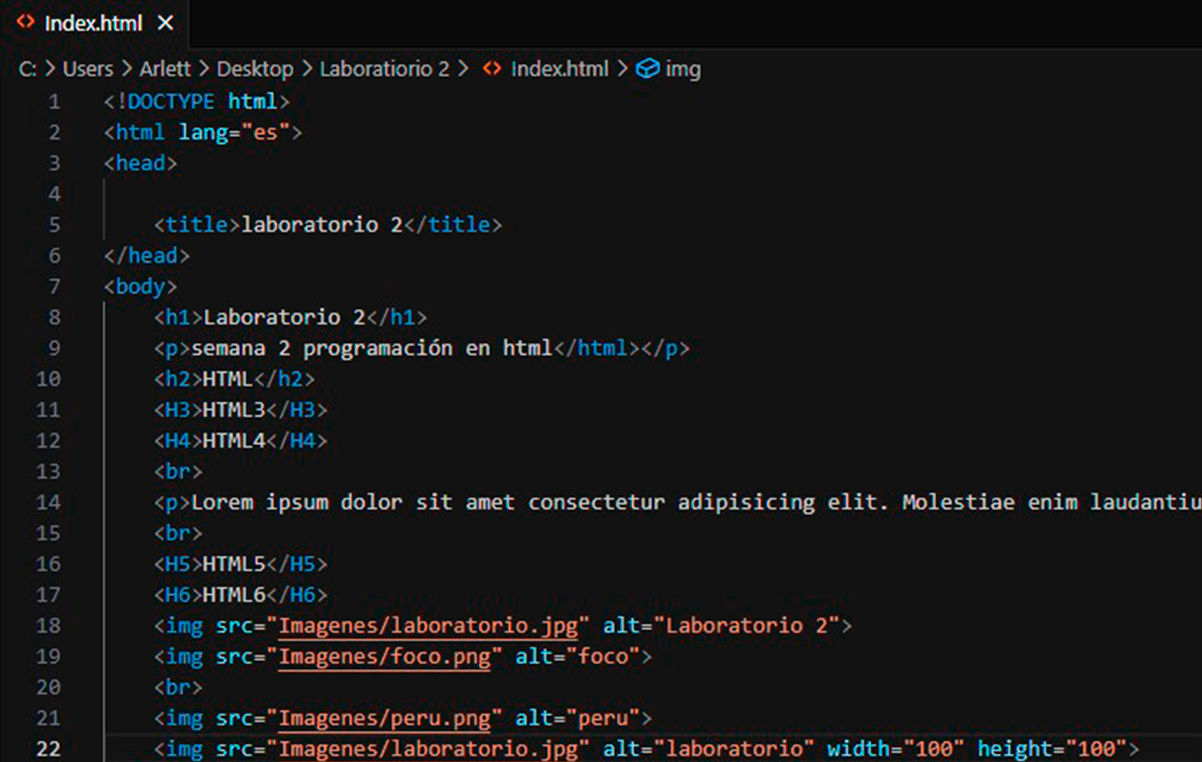 Index.html
C: > Users > Arlett > Desktop > Laboratiorio 2 > Index.html > img
1 <!DOCTYPE html>
2 <html lang="es">
3 <head>
4
5 <title>laboratorio 2</title>
6 </head>
7 <body>
8 <h1>Laboratorio 2</h1>
9 <p>semana 2 programación en html</html></p>
10 <h2>HTML</h2>
11 <H3>HTML3</H3>
12 <H4>HTML4</H4>
13 <br>
14 <p>Lorem ipsum dolor sit amet consectetur adipisicing elit. Molestiae enim laudantiu
15 <br>
16 <H5>HTML5</H5>
17 <H6>HTML6</H6>
18 <img src="Imagenes/laboratorio.jpg" alt="Laboratorio 2">
19 <img src="Imagenes/foco.png" alt="foco">
20 <br>
21 <img src="Imagenes/peru.png" alt="peru">
22 <img src="Imagenes/laboratorio.jpg" alt="laboratorio" width="100" height="100">